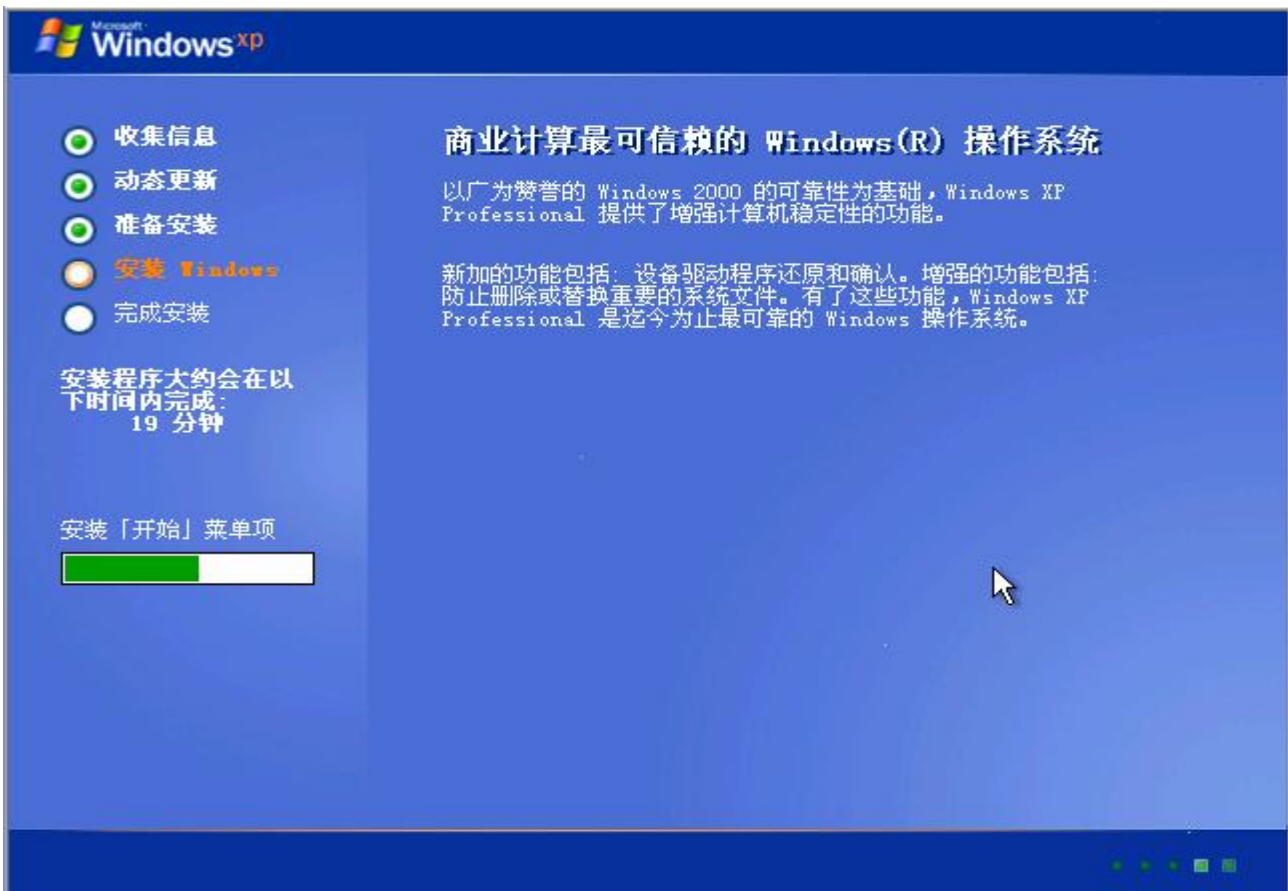 Microsoft
Windows xp
收集信息
动态更新
准备安装
安装 Windows
完成安装
安装程序大约会在以
下时间内完成:
19 分钟
安装「开始」菜单项
商业计算最可信赖的 Windows(R) 操作系统
以广为赞誉的 Windows 2000 的可靠性为基础，Windows XP
Professional 提供了增强计算机稳定性的功能。
新加的功能包括: 设备驱动程序还原和确认。增强的功能包括:
防止删除或替换重要的系统文件。有了这些功能，Windows XP
Professional 是迄今为止最可靠的 Windows 操作系统。